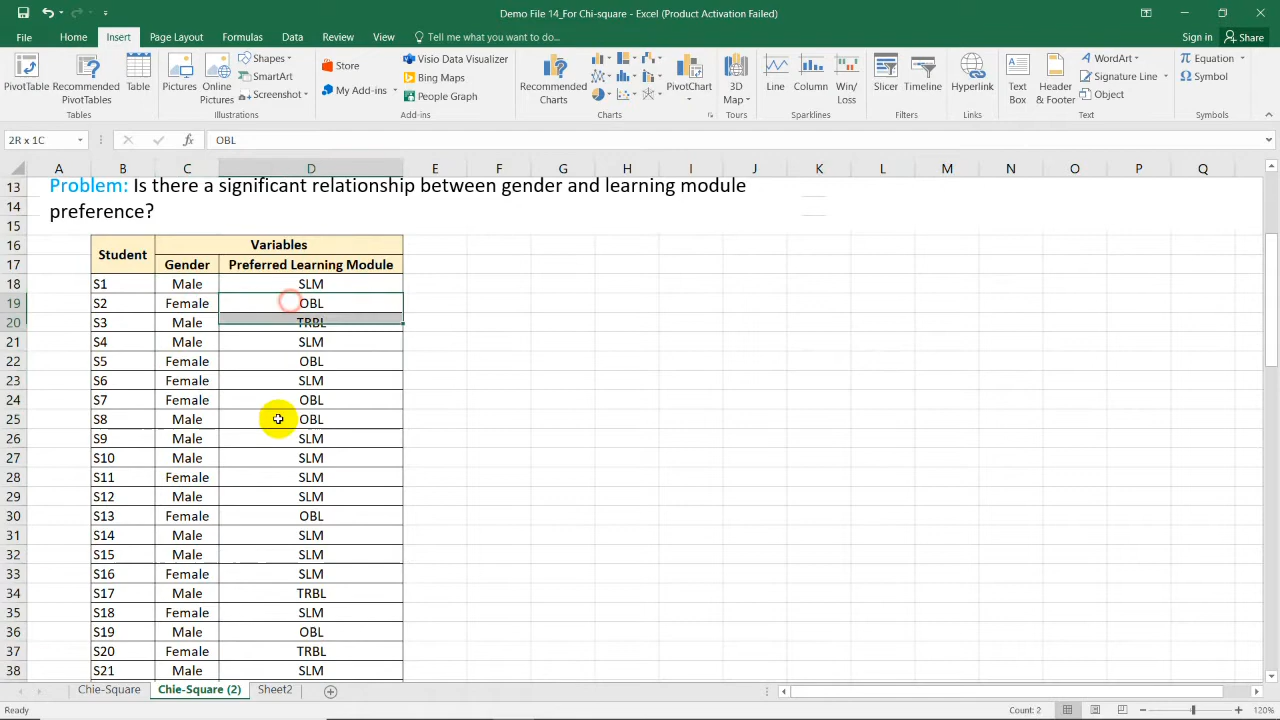 Demo File 14_For Chi-square - Excel (Product Activation Failed)
File Home Insert Page Layout Formulas Data Review View Tell me what you want to do... Sign in Share
PivotTable Recommended PivotTables Table
Tables
Pictures Online Pictures Shapes SmartArt Screenshot
Illustrations
Store My Add-ins Visio Data Visualizer Bing Maps People Graph
Add-ins
Recommended Charts PivotChart
Charts
3D Map
Tours
Line Column Win/Loss
Sparklines
Slicer Timeline
Filters
Hyperlink
Links
Text Box Header & Footer WordArt Signature Line Object
Text
Equation Symbol
Symbols
2R x 1C fx OBL
A B C D E F G H I J K L M N O P Q
13 Problem: Is there a significant relationship between gender and learning module
14 preference?
15
16 Student Variables
17 Gender Preferred Learning Module
18 S1 Male SLM
19 S2 Female OBL
20 S3 Male TRBL
21 S4 Male SLM
22 S5 Female OBL
23 S6 Female SLM
24 S7 Female OBL
25 S8 Male OBL
26 S9 Male SLM
27 S10 Male SLM
28 S11 Female SLM
29 S12 Male SLM
30 S13 Female OBL
31 S14 Male SLM
32 S15 Male SLM
33 S16 Female SLM
34 S17 Male TRBL
35 S18 Female SLM
36 S19 Male OBL
37 S20 Female TRBL
38 S21 Male SLM
Chie-Square Chie-Square (2) Sheet2
Ready Count: 2 120%